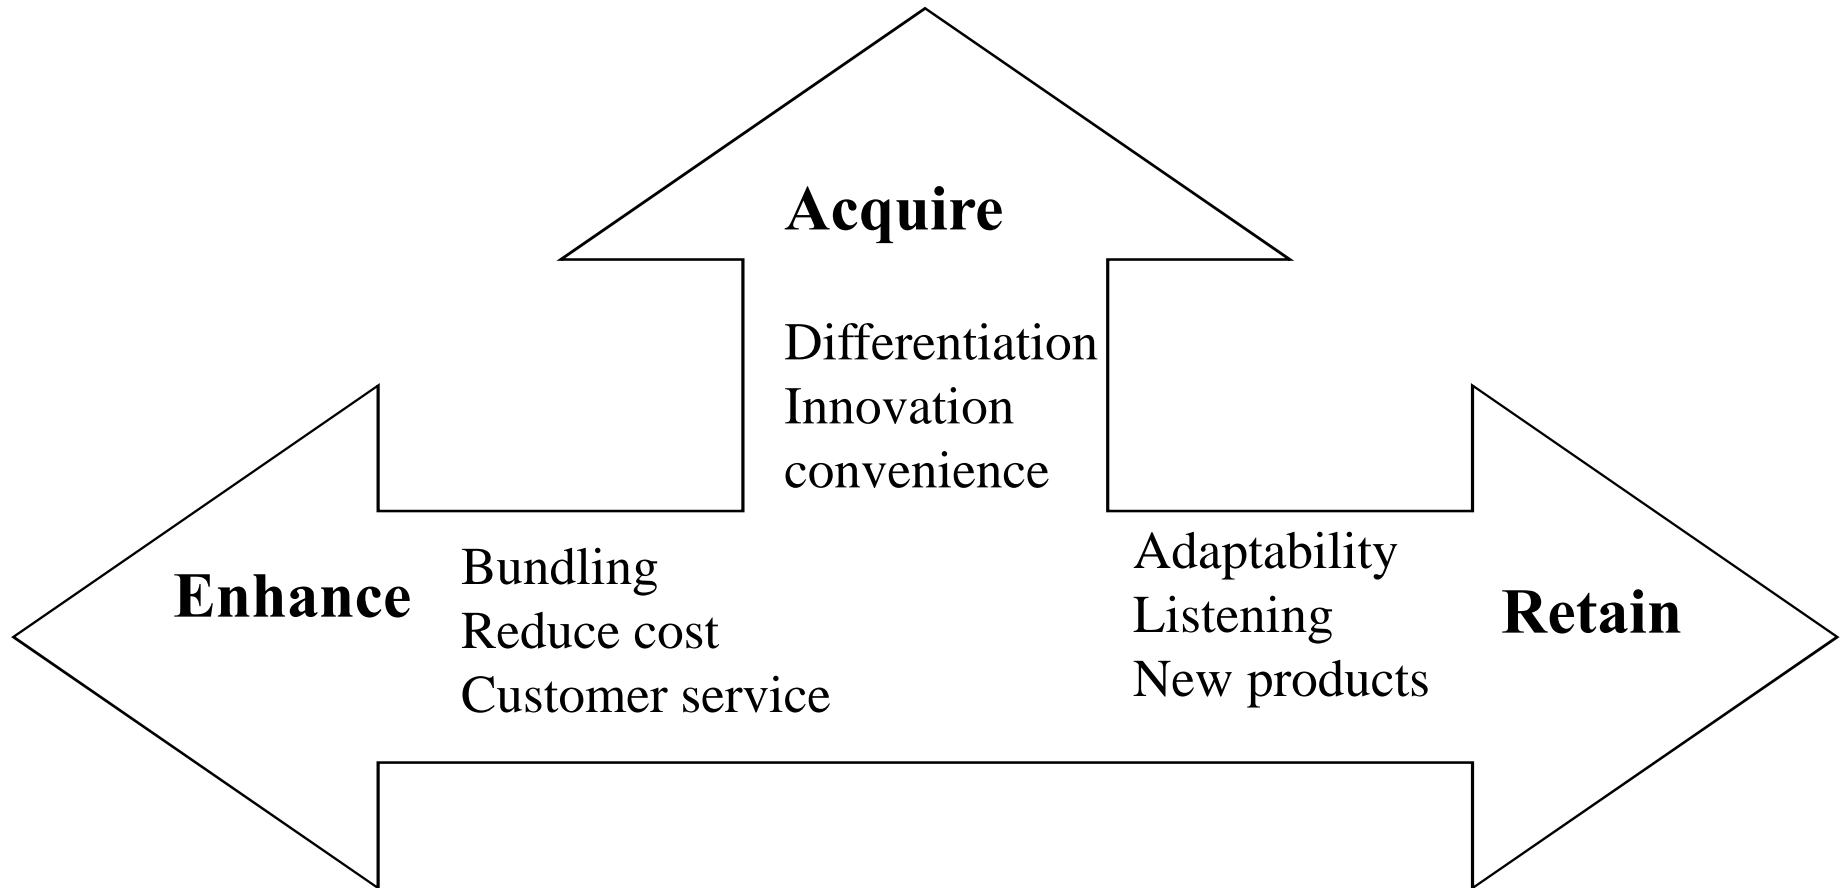 Acquire
Differentiation
Innovation
convenience
Enhance
Bundling
Reduce cost
Customer service
Adaptability
Listening
New products
Retain